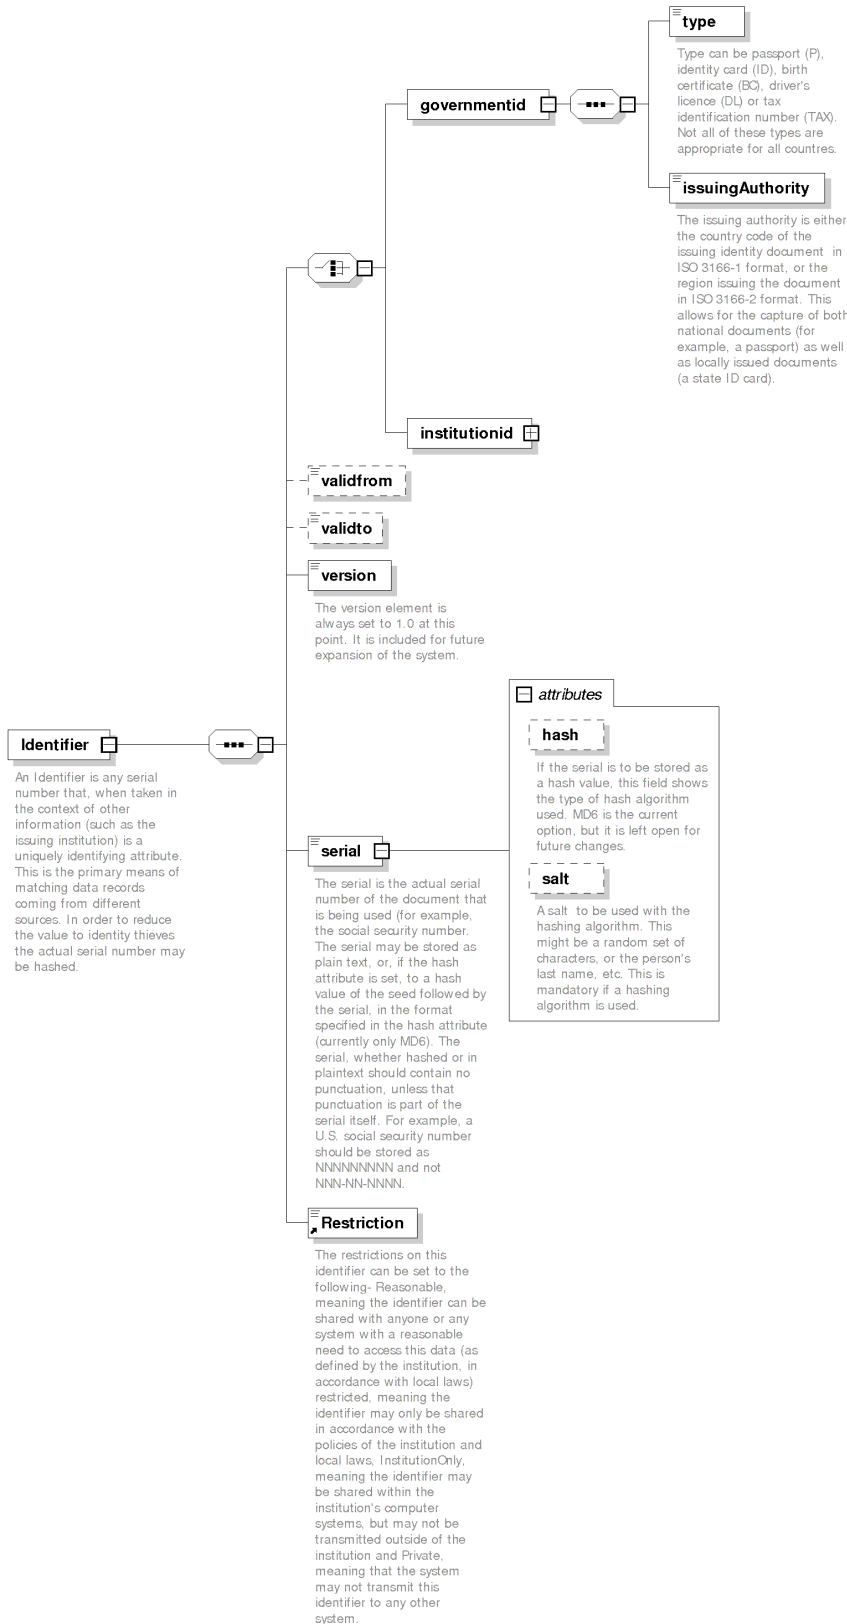 type
Type can be passport (P),
identity card (ID), birth
certificate (BC), driver's
licence (DL) or tax
identification number (TAX).
Not all of these types are
appropriate for all countres.
governmentid
issuingAuthority
The issuing authority is either
the country code of the
issuing identity document in
ISO 3166-1 format, or the
region issuing the document
in ISO 3166-2 format. This
allows for the capture of both
national documents (for
example, a passport) as well
as locally issued documents
(a state ID card).
institutionid
validfrom
validto
version
The version element is
always set to 1.0 at this
point. It is included for future
expansion of the system.
Identifier
An Identifier is any serial
number that, when taken in
the context of other
information (such as the
issuing institution) is a
uniquely identifying attribute.
This is the primary means of
matching data records
coming from different
sources. In order to reduce
the value to identity thieves
the actual serial number may
be hashed.
attributes
hash
If the serial is to be stored as
a hash value, this field shows
the type of hash algorithm
used. MD6 is the current
option, but it is left open for
future changes.
salt
A salt to be used with the
hashing algorithm. This
might be a random set of
characters, or the person's
last name, etc. This is
mandatory if a hashing
algorithm is used.
serial
The serial is the actual serial
number of the document that
is being used (for example,
the social security number.
The serial may be stored as
plain text, or, if the hash
attribute is set, to a hash
value of the seed followed by
the serial, in the format
specified in the hash attribute
(currently only MD6). The
serial, whether hashed or in
plaintext should contain no
punctuation, unless that
punctuation is part of the
serial itself. For example, a
U.S. social security number
should be stored as
NNNNNNNNN and not
NNN-NN-NNNN.
Restriction
The restrictions on this
identifier can be set to the
following- Reasonable,
meaning the identifier can be
shared with anyone or any
system with a reasonable
need to access this data (as
defined by the institution, in
accordance with local laws)
restricted, meaning the
identifier may only be shared
in accordance with the
policies of the institution and
local laws, InstitutionOnly,
meaning the identifier may
be shared within the
institution's computer
systems, but may not be
transmitted outside of the
institution and Private,
meaning that the system
may not transmit this
identifier to any other
system.